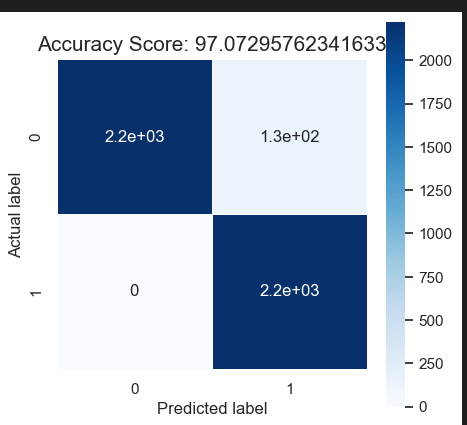 Accuracy Score: 97.07295762341633
0
2.2e+03
1.3e+02
1
0
2.2e+03
Actual label
0
1
Predicted label
2000
1750
1500
1250
1000
750
500
250
0